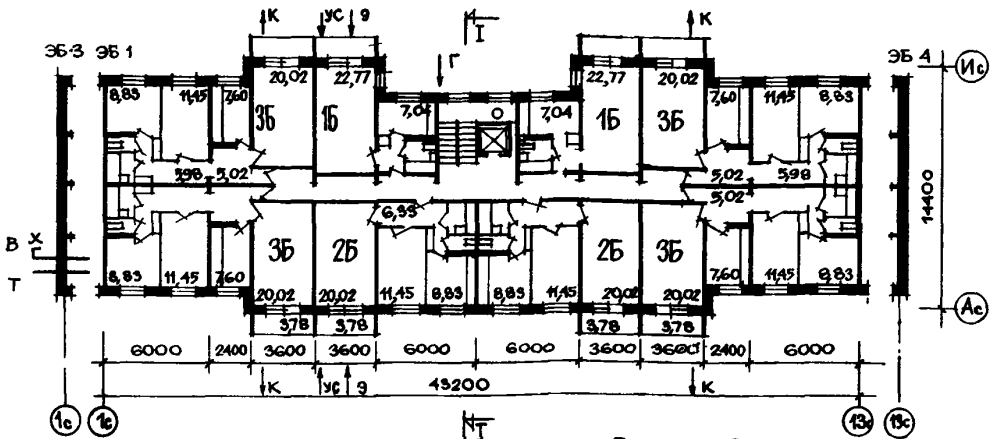 К УС 9 I К
Г
ЭБ-3 ЭБ 1 ЭБ 4 Ис
20,02 22,77 22,77 20,02
8,83 11,45 7,60 7,60 11,45 8,83
3Б 1Б 7,04 7,04 1Б 3Б
5,98 5,02 5,02 5,98
5,02
14400
6,39
В Х
Т
3Б 2Б 2Б 3Б
8,83 11,45 7,60 7,60 11,45 8,83
20,02 20,02 11,45 8,83 8,83 11,45 20,02 20,02
3,78 3,78 3,78 3,78
Ас
6000 2400 3600 3600 6000 6000 3600 3600 2400 6000
К УС 9 К
43200
1с 1с I 13с 13с